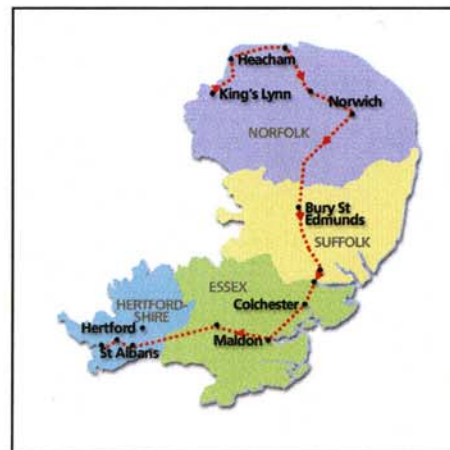 Heacham
King's Lynn
Norwich
NORFOLK
Bury St
Edmunds
SUFFOLK
ESSEX
Colchester
HERTFORD-
SHIRE
Hertford
St Albans
Maldon